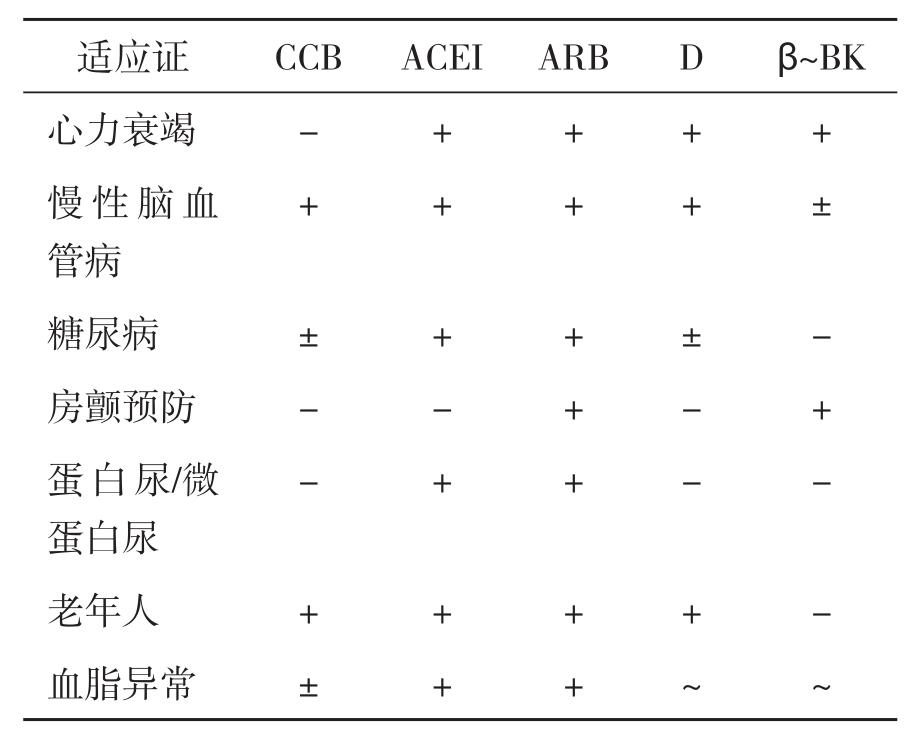 适应证 CCB ACEI ARB D β~BK
心力衰竭 − + + + +
慢性脑血 + + + + ±
管病
糖尿病 ± + + ± −
房颤预防 − − + − +
蛋白尿/微 − + + − −
蛋白尿
老年人 + + + + −
血脂异常 ± + + ~ ~